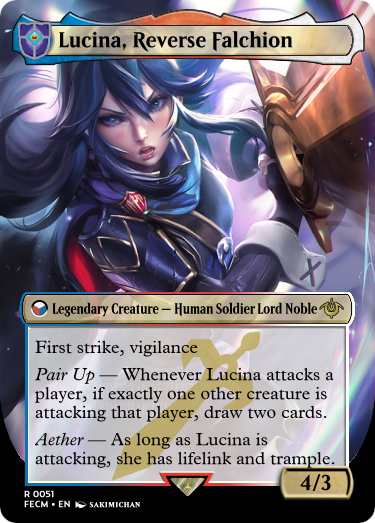 Lucina, Reverse Falchion
Legendary Creature — Human Soldier Lord Noble
First strike, vigilance
Pair Up — Whenever Lucina attacks a
player, if exactly one other creature is
attacking that player, draw two cards.
Aether — As long as Lucina is
attacking, she has lifelink and trample.
4/3
R 0051
FECM • EN SAKIMICHAN